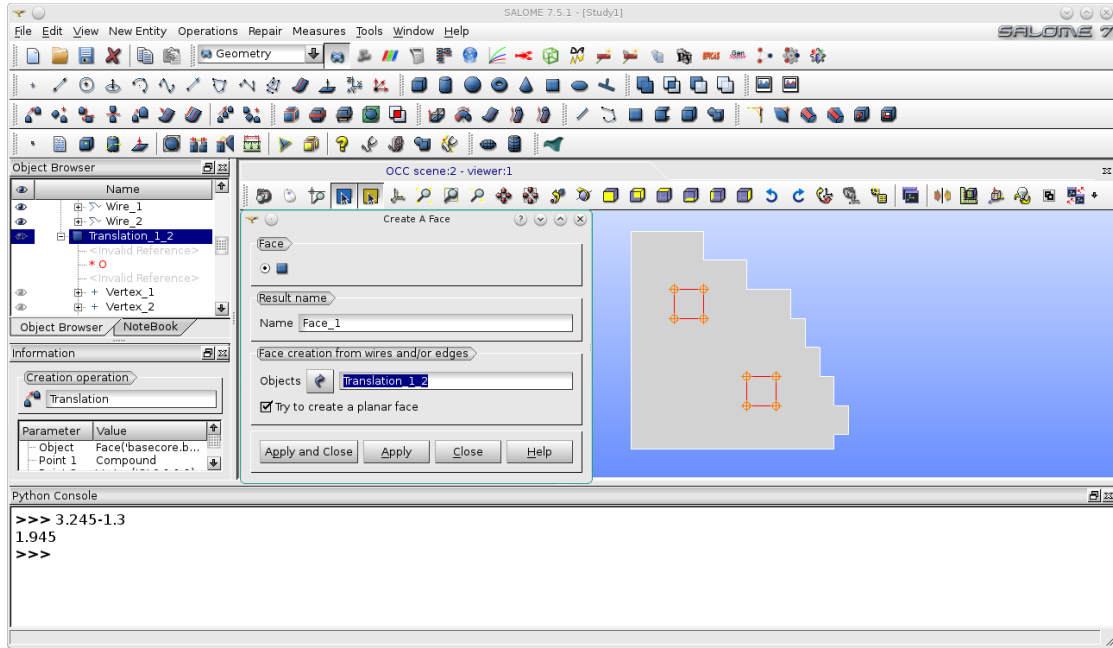 SALOME 7.5.1 - [Study1]
File Edit View New Entity Operations Repair Measures Tools Window Help
SALOME 7
Geometry
Object Browser
OCC scene:2 - viewer:1
Name
Wire_1
Wire_2
Translation_1_2
<Invalid Reference>
* O
<Invalid Reference>
Vertex_1
Vertex_2
Object Browser NoteBook
Information
Creation operation
Translation
Parameter Value
Object Face('basecore.b...
Point 1 Compound
Create A Face
Face
Result name
Name Face_1
Face creation from wires and/or edges
Objects Translation_1_2
Try to create a planar face
Apply and Close Apply Close Help
Python Console
>>> 3.245-1.3
1.945
>>>